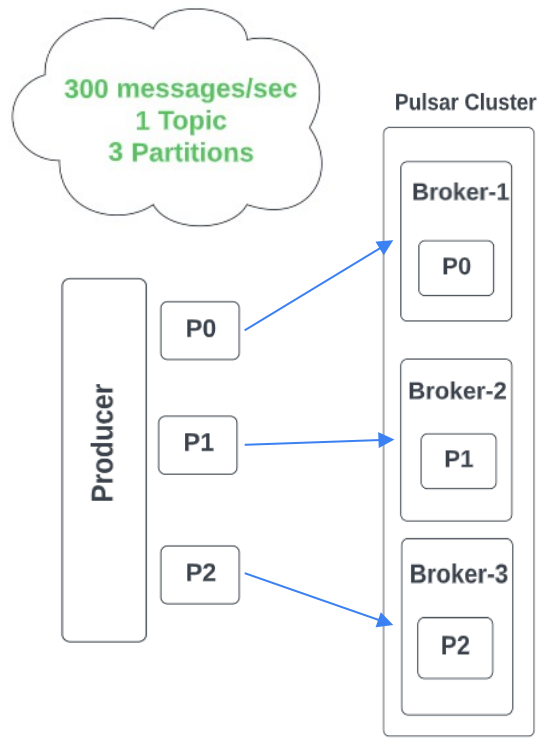 300 messages/sec
1 Topic
3 Partitions
Pulsar Cluster
Broker-1
P0
Producer
P0
P1
P2
Broker-2
P1
Broker-3
P2